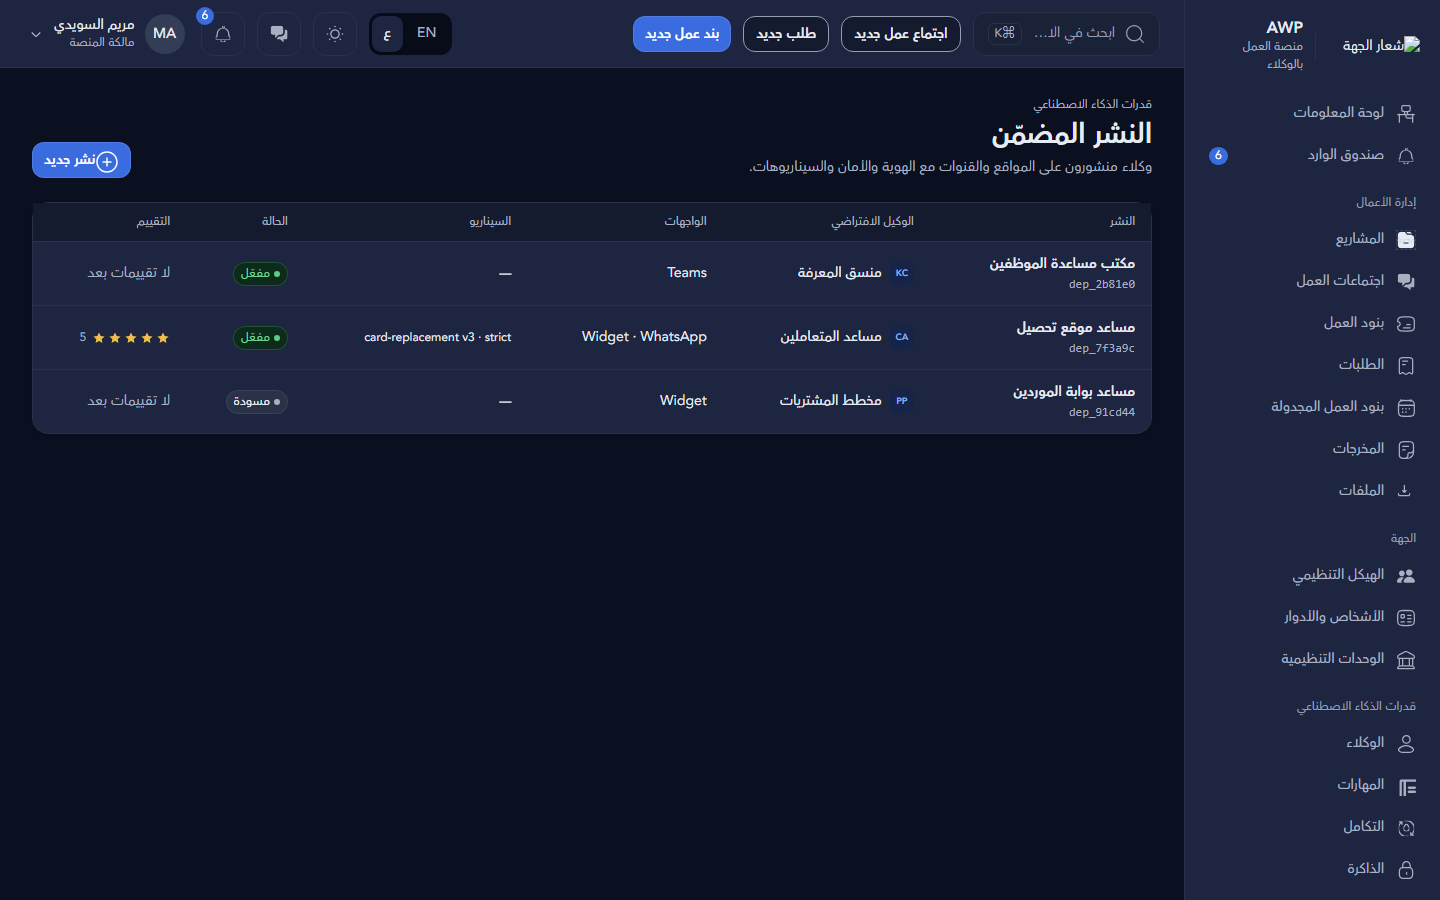 شعار الجهة
AWP
منصة العمل
بالوكلاء
لوحة المعلومات
صندوق الوارد 6
إدارة الأعمال
المشاريع
اجتماعات العمل
بنود العمل
الطلبات
بنود العمل المجدولة
المخرجات
الملفات
الجهة
الهيكل التنظيمي
الأشخاص والأدوار
الوحدات التنظيمية
قدرات الذكاء الاصطناعي
الوكلاء
المهارات
التكامل
الذاكرة
ابحث في الا... ⌘K
اجتماع عمل جديد
طلب جديد
بند عمل جديد
EN ع
6
MA
مريم السويدي
مالكة المنصة
قدرات الذكاء الاصطناعي
النشر المضمّن
وكلاء منشورون على المواقع والقنوات مع الهوية والأمان والسيناريوهات.
نشر جديد
النشر الوكيل الافتراضي الواجهات السيناريو الحالة التقييم
مكتب مساعدة الموظفين KC منسق المعرفة Teams — مفعّل لا تقييمات بعد
dep_2b81e0
مساعد موقع تحصيل CA مساعد المتعاملين Widget · WhatsApp card-replacement v3 · strict مفعّل ★★★★★ 5
dep_7f3a9c
مساعد بوابة الموردين PP مخطط المشتريات Widget — مسودة لا تقييمات بعد
dep_91cd44